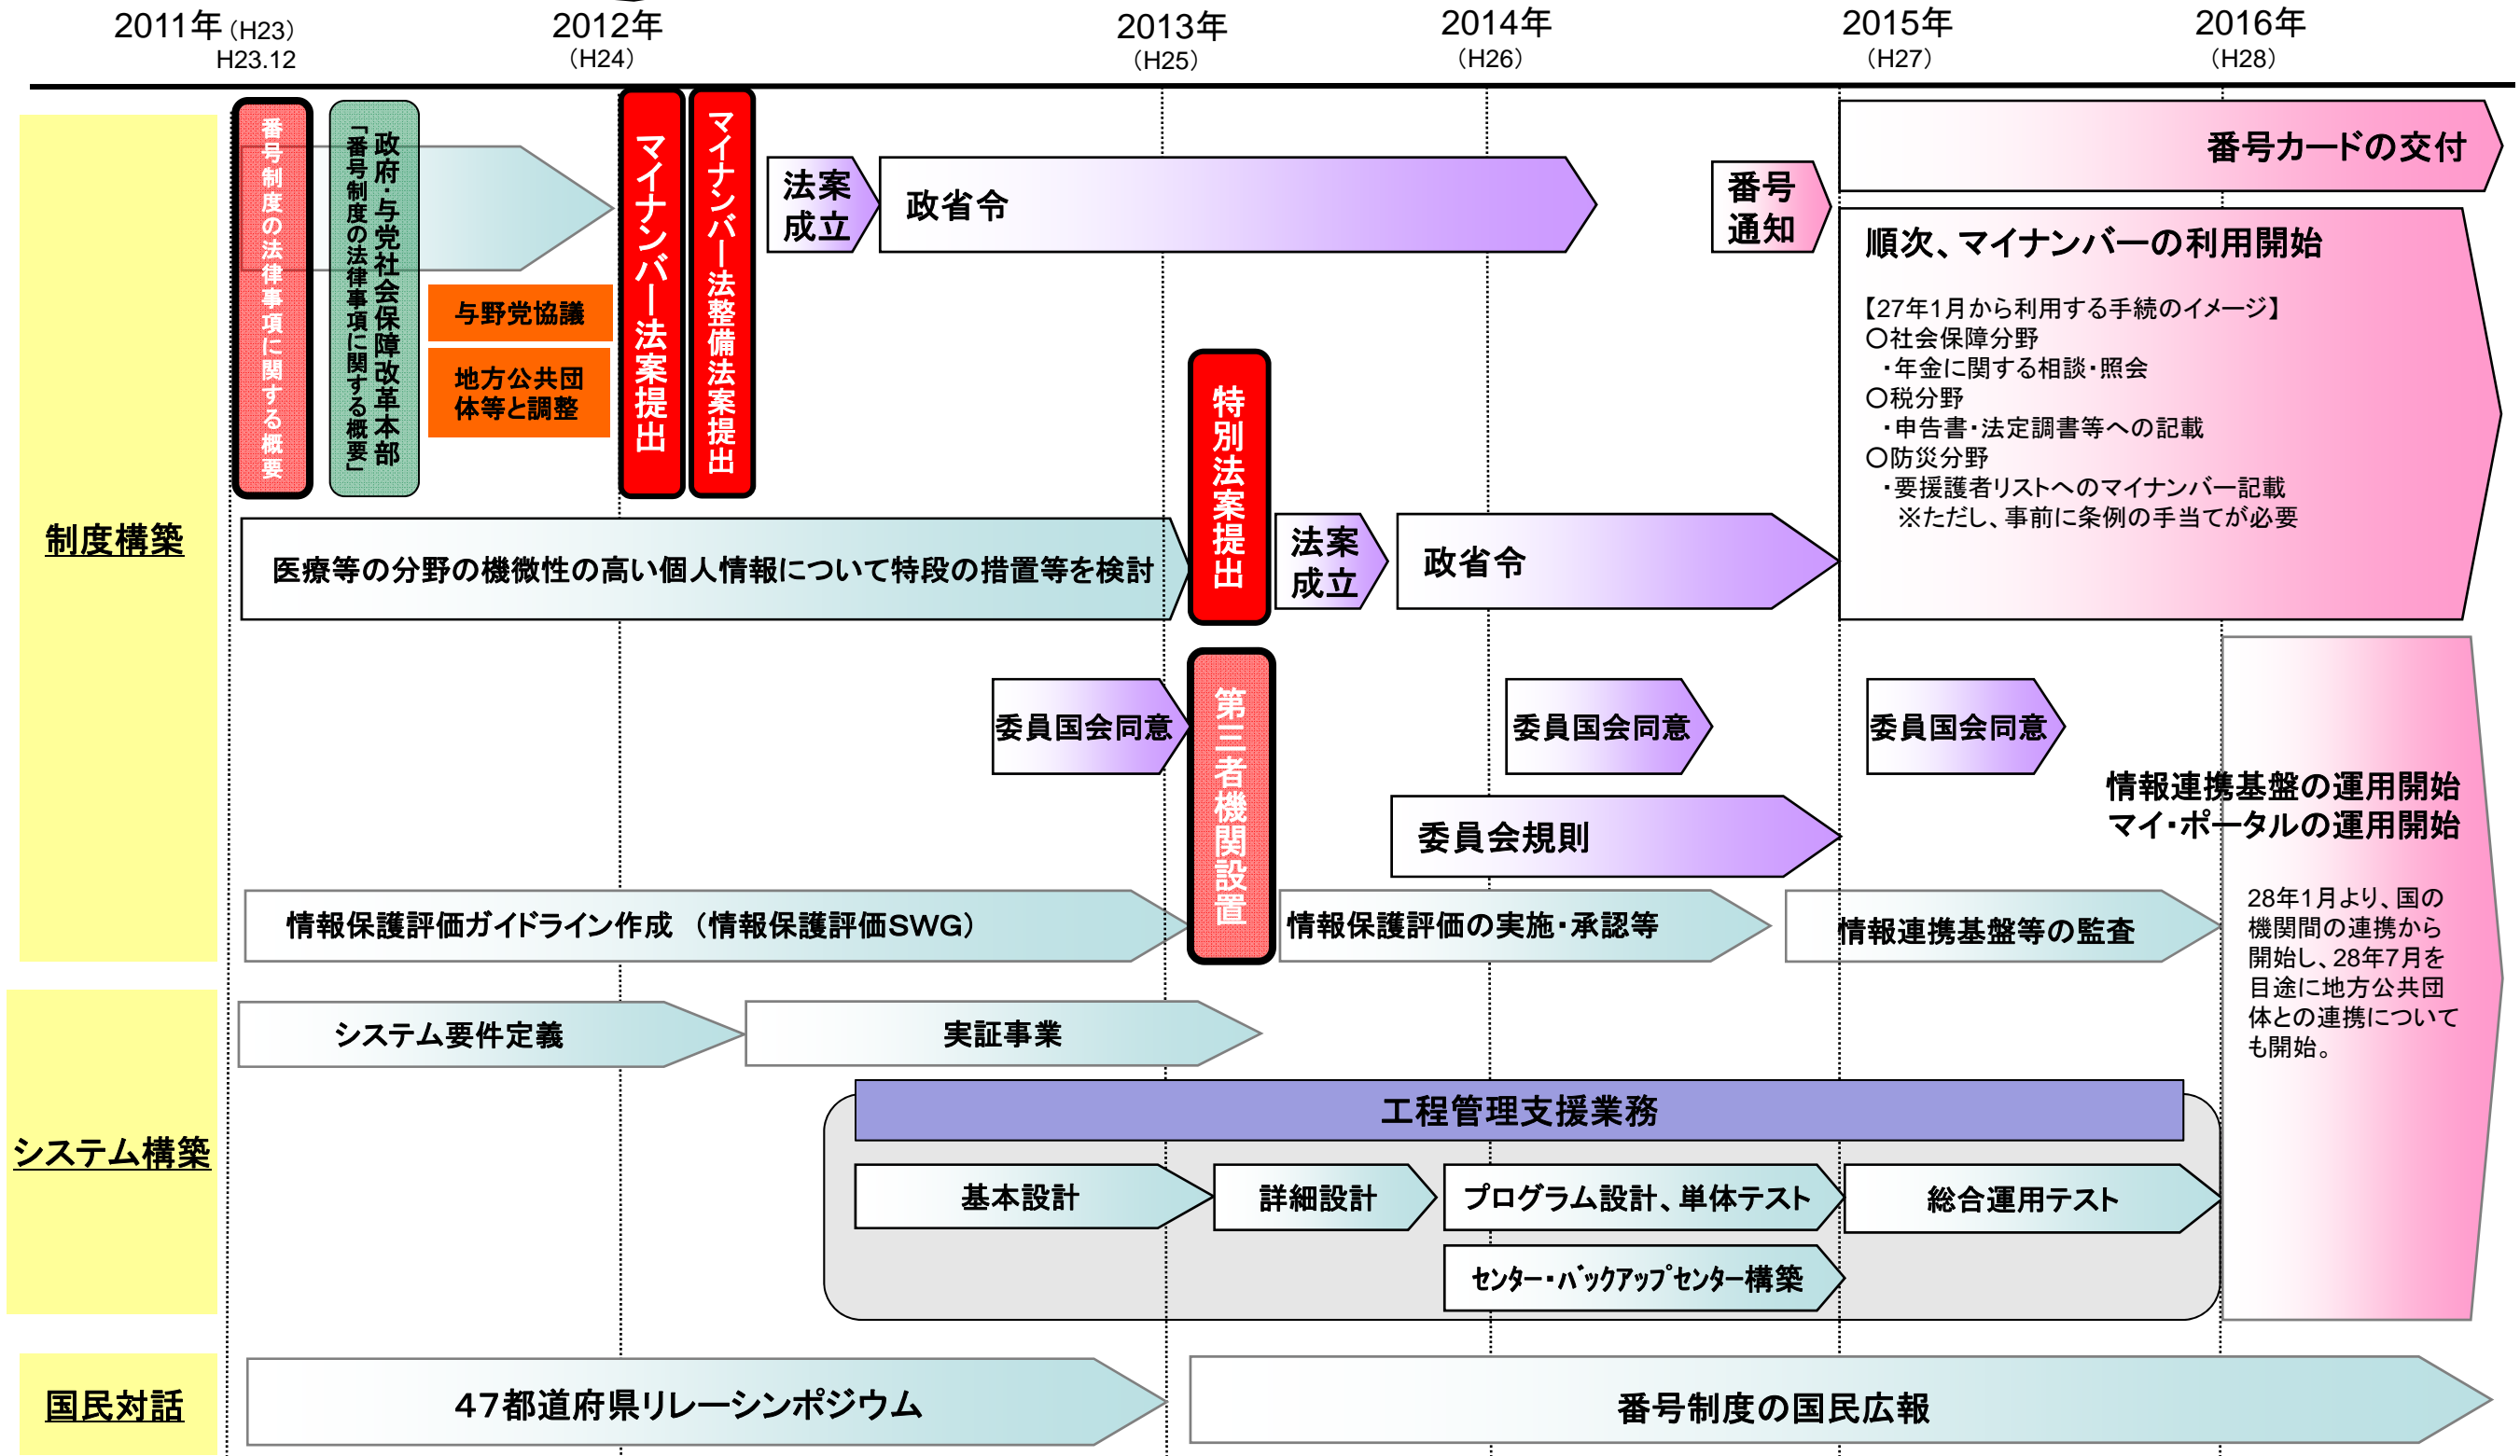 2011年（H23）
H23.12
2012年
（H24）
2013年
（H25）
2014年
（H26）
2015年
（H27）
2016年
（H28）
制度構築
番号制度の法律事項に関する概要
政府・与党社会保障改革本部
「番号制度の法律事項に関する概要」
与野党協議
地方公共団
体等と調整
マイナンバー法案提出
マイナンバー法整備法案提出
法案
成立
政省令
番号
通知
番号カードの交付
順次、マイナンバーの利用開始
【27年1月から利用する手続のイメージ】
○社会保障分野
・年金に関する相談・照会
○税分野
・申告書・法定調書等への記載
○防災分野
・要援護者リストへのマイナンバー記載
※ただし、事前に条例の手当てが必要
医療等の分野の機微性の高い個人情報について特段の措置等を検討
特別法案提出
法案
成立
政省令
委員国会同意
第三者機関設置
委員国会同意
委員国会同意
委員会規則
情報連携基盤の運用開始
マイ・ポータルの運用開始
28年1月より、国の
機関間の連携から
開始し、28年7月を
目途に地方公共団
体との連携について
も開始。
情報保護評価ガイドライン作成　（情報保護評価SWG）
情報保護評価の実施・承認等
情報連携基盤等の監査
システム構築
システム要件定義
実証事業
工程管理支援業務
基本設計
詳細設計
プログラム設計、単体テスト
総合運用テスト
ｾﾝﾀｰ・ﾊﾞｯｸｱｯﾌﾟｾﾝﾀｰ構築
国民対話
４７都道府県リレーシンポジウム
番号制度の国民広報